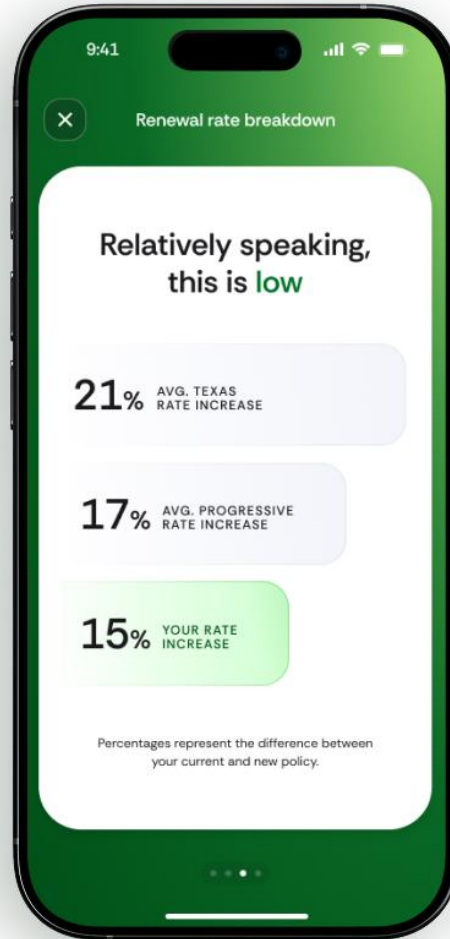 9:41
Renewal rate breakdown
Relatively speaking,
this is low
21% AVG. TEXAS
RATE INCREASE
17% AVG. PROGRESSIVE
RATE INCREASE
15% YOUR RATE
INCREASE
Percentages represent the difference between
your current and new policy.